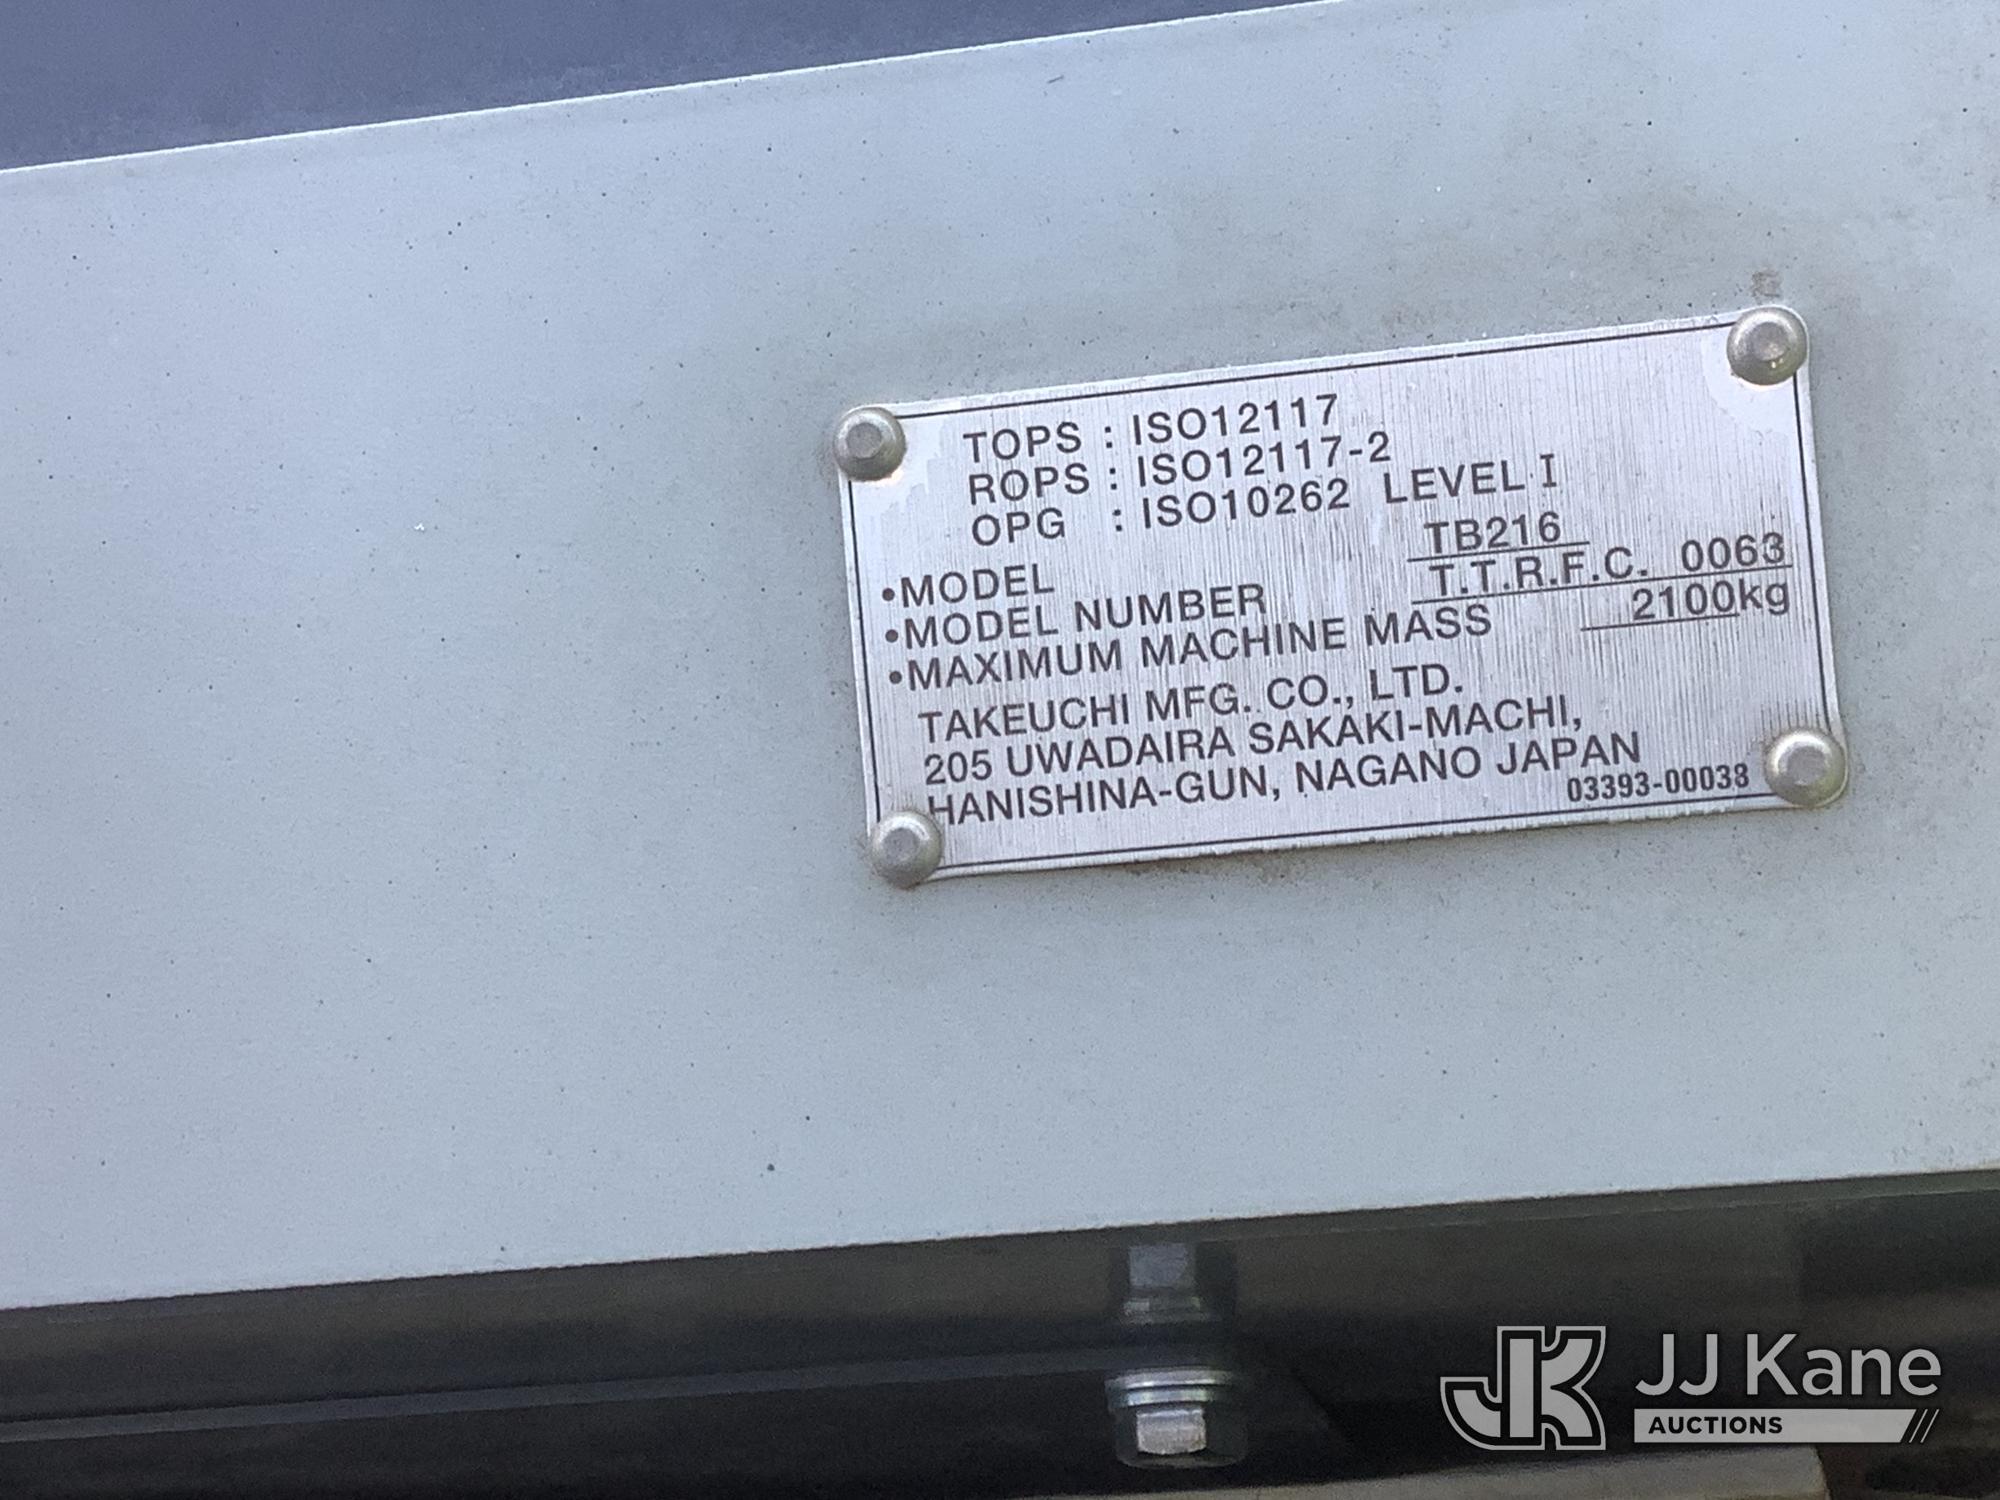 TOPS : ISO12117
ROPS : ISO12117-2
OPG : ISO10262 LEVEL I
•MODEL TB216
•MODEL NUMBER T.T.R.F.C. 0063
•MAXIMUM MACHINE MASS 2100kg
TAKEUCHI MFG. CO., LTD.
205 UWADAIRA SAKAKI-MACHI,
HANISHINA-GUN, NAGANO JAPAN
03393-00038
JK JJ Kane
AUCTIONS